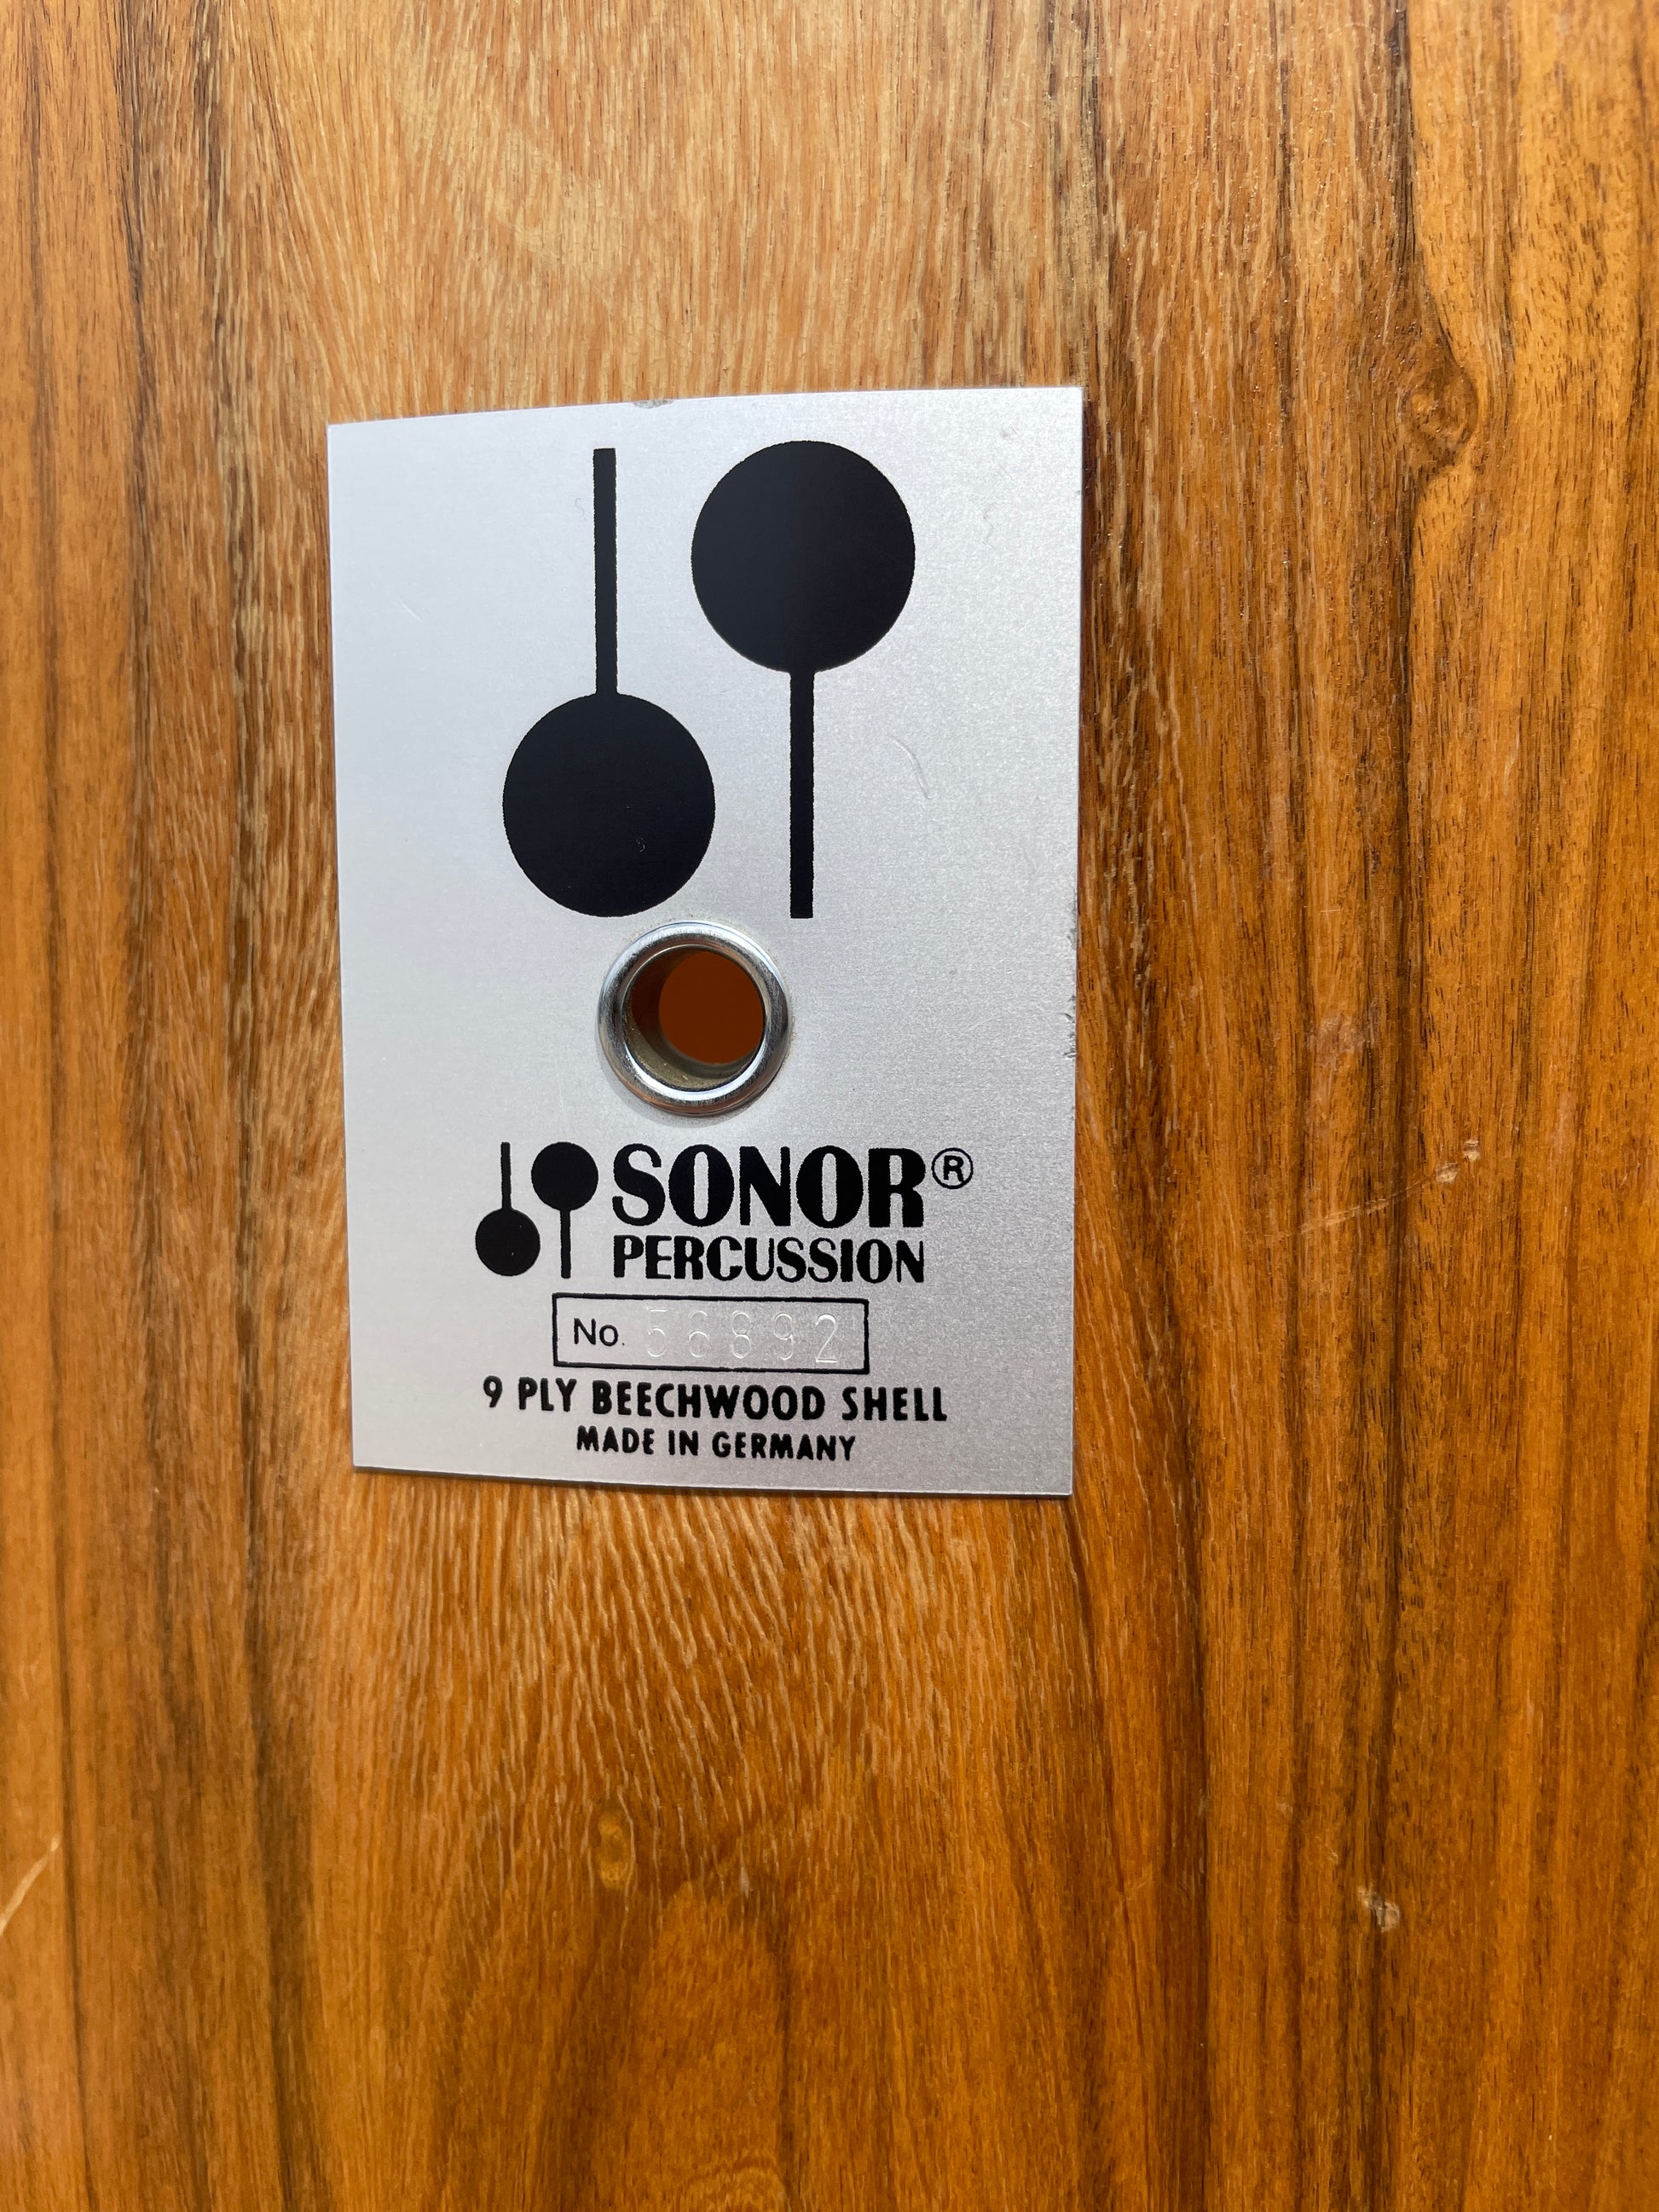 SONOR®
PERCUSSION
No. 56892
9 PLY BEECHWOOD SHELL
MADE IN GERMANY